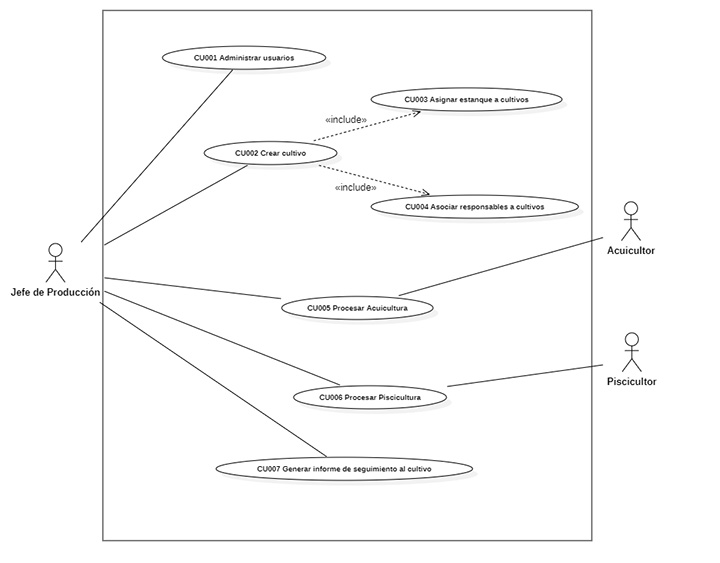 CU001 Administrar usuarios
CU003 Asignar estanque a cultivos
«include»
CU002 Crear cultivo
«include»
CU004 Asociar responsables a cultivos
Acuicultor
Jefe de Producción
CU005 Procesar Acuicultura
Piscicultor
CU006 Procesar Piscicultura
CU007 Generar informe de seguimiento al cultivo